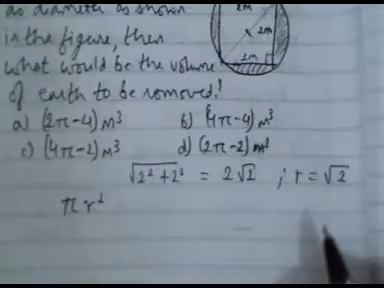 as diameter as shown
in the figure, then
what would be the volume
of earth to be removed?
a) (2π-4) m³ b) (4π-4) m³
c) (4π-2) m³ d) (2π-2) m³
√2²+2² = 2√2 ; r = √2
πr²
2m
2m
2m